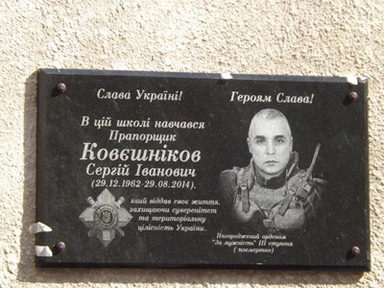 Слава Україні!
Героям Слава!
В цій школі навчався
Прапорщик
Ковєшніков
Сергій Іванович
(29.12.1962-29.08.2014),
який віддав своє життя,
захищаючи суверенітет
та територіальну
цілісність України.
Нагороджений орденом
"За мужність" III ступеня
( посмертно)